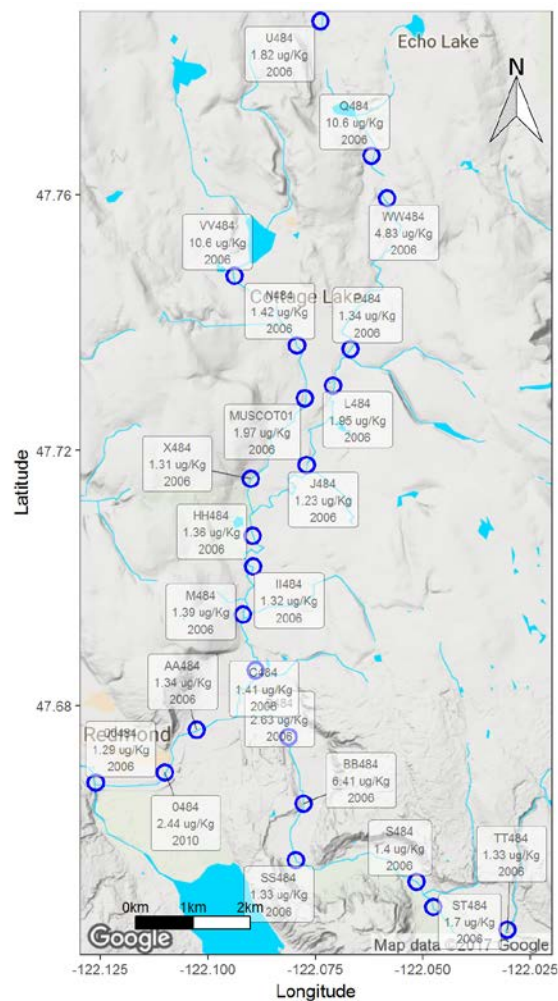 U484
1.82 ug/Kg
2006
Echo Lake
N
Q484
10.6 ug/Kg
2006
47.76
WW484
4.83 ug/Kg
2006
VV484
10.6 ug/Kg
2006
Cottage Lake
N484
1.42 ug/Kg
2006
P484
1.34 ug/Kg
2006
L484
1.95 ug/Kg
2006
MUSCOT01
1.97 ug/Kg
2006
47.72
X484
1.31 ug/Kg
2006
J484
1.23 ug/Kg
2006
Latitude
HH484
1.36 ug/Kg
2006
II484
1.32 ug/Kg
2006
M484
1.39 ug/Kg
2006
C484
1.41 ug/Kg
2006
AA484
1.34 ug/Kg
2006
47.68
2.63 ug/Kg
2006
Redmond
1.29 ug/Kg
2006
BB484
6.41 ug/Kg
2006
0484
2.44 ug/Kg
2010
S484
1.4 ug/Kg
2006
TT484
1.33 ug/Kg
2006
SS484
1.33 ug/Kg
2006
ST484
1.7 ug/Kg
2006
0km 1km 2km
Google
Map data ©2017 Google
-122.125 -122.100 -122.075 -122.050 -122.025
Longitude